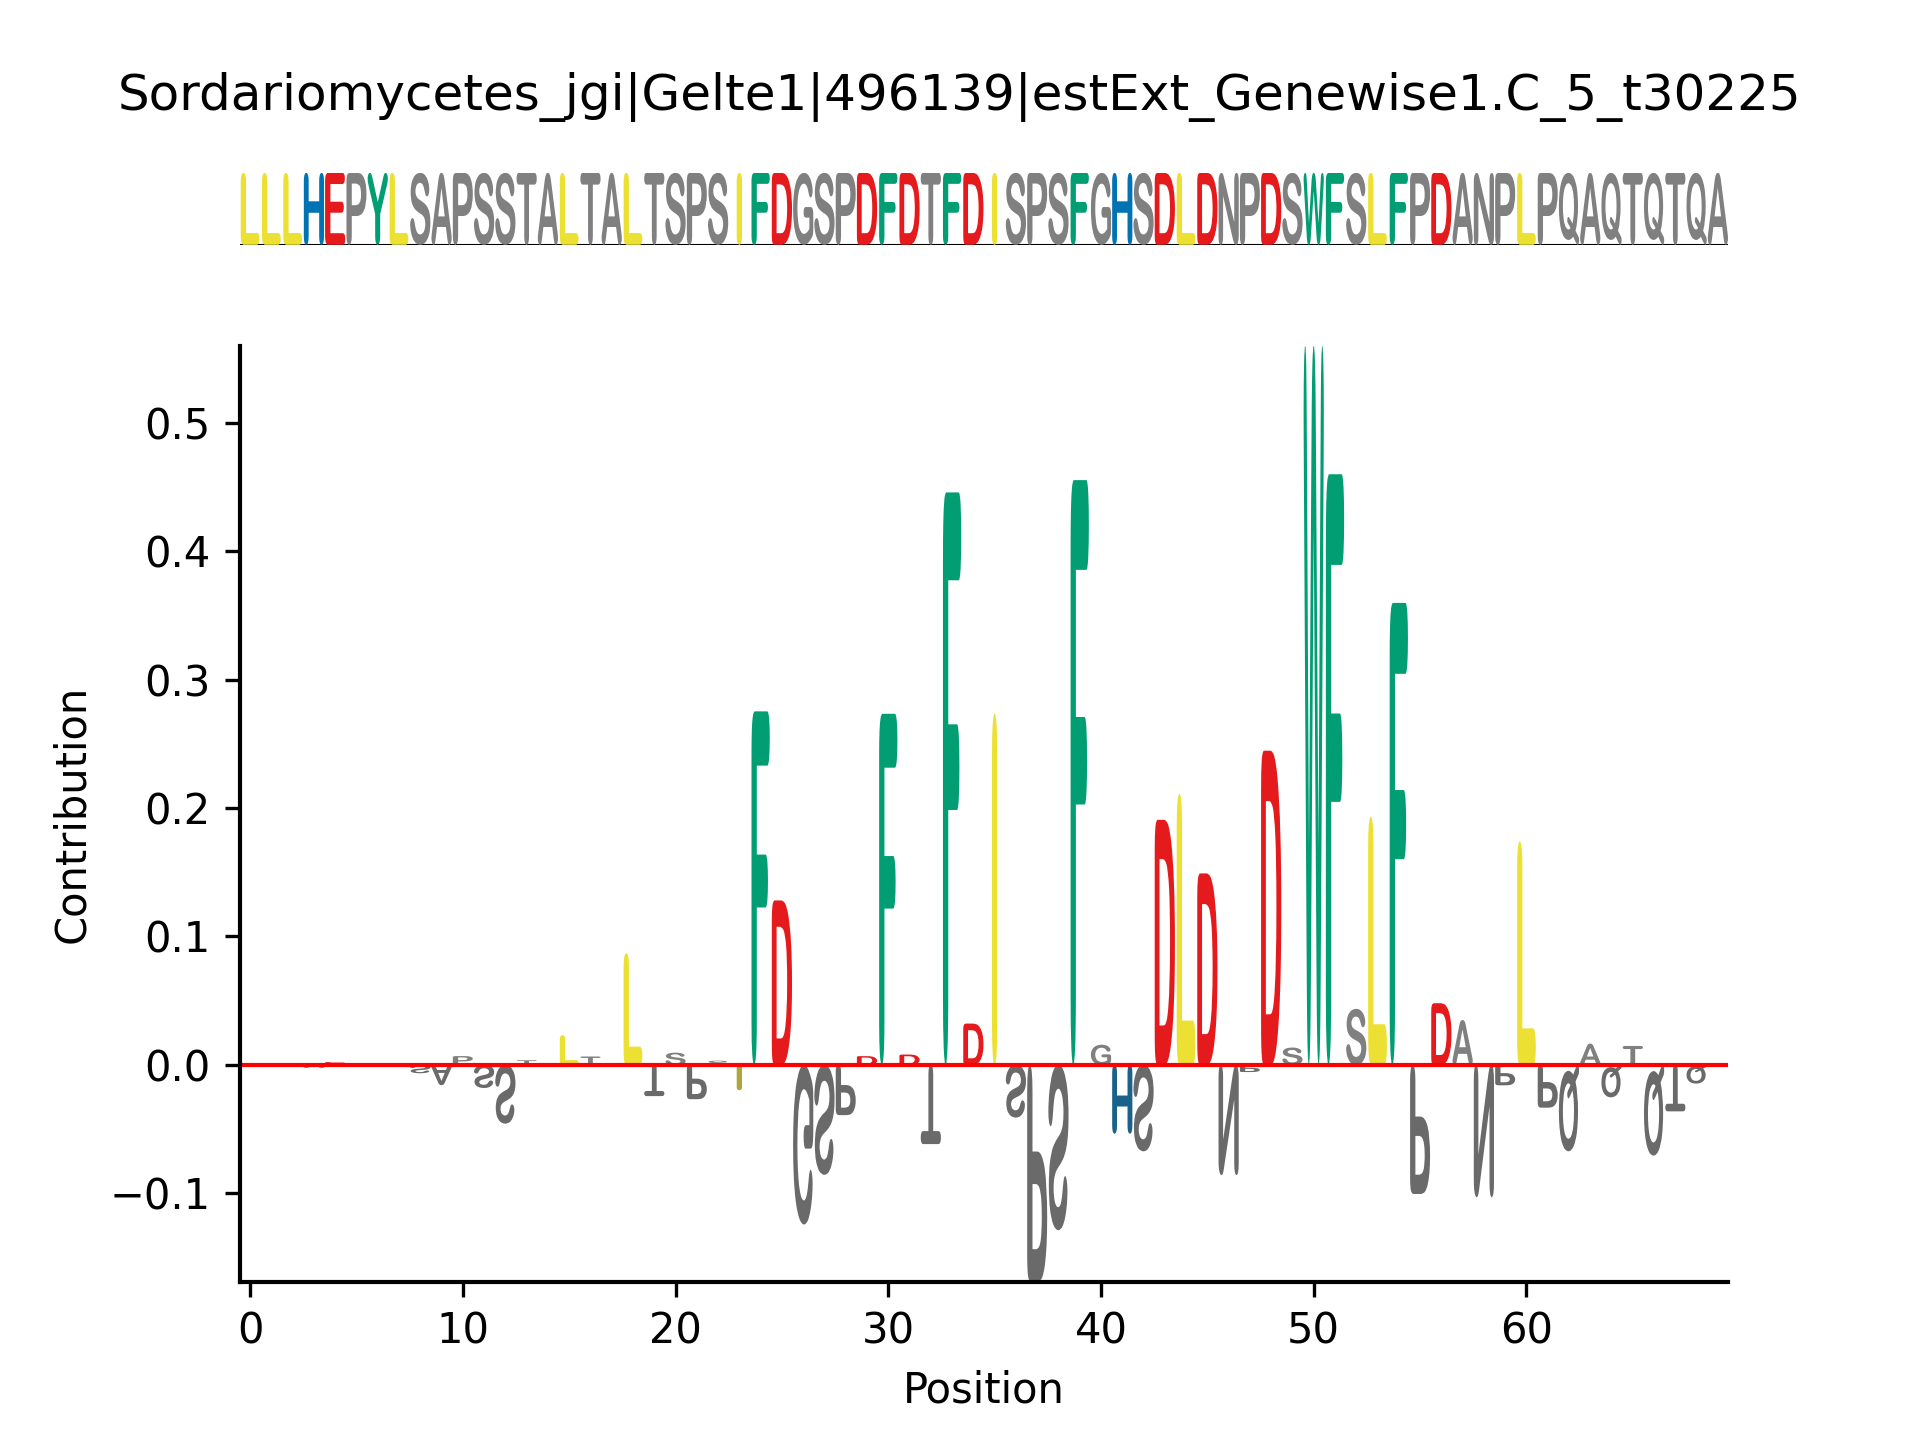 Sordariomycetes_jgi|Gelte1|496139|estExt_Genewise1.C_5_t30225
LLLHEPYLSAPSSTALTALTSPSIFDGSPDFDTFDISPSFGHSDLDNPDSWFSLFPDANPLPQAQTQTQA
0.5
0.4
0.3
0.2
0.1
0.0
−0.1
Contribution
0 10 20 30 40 50 60
Position